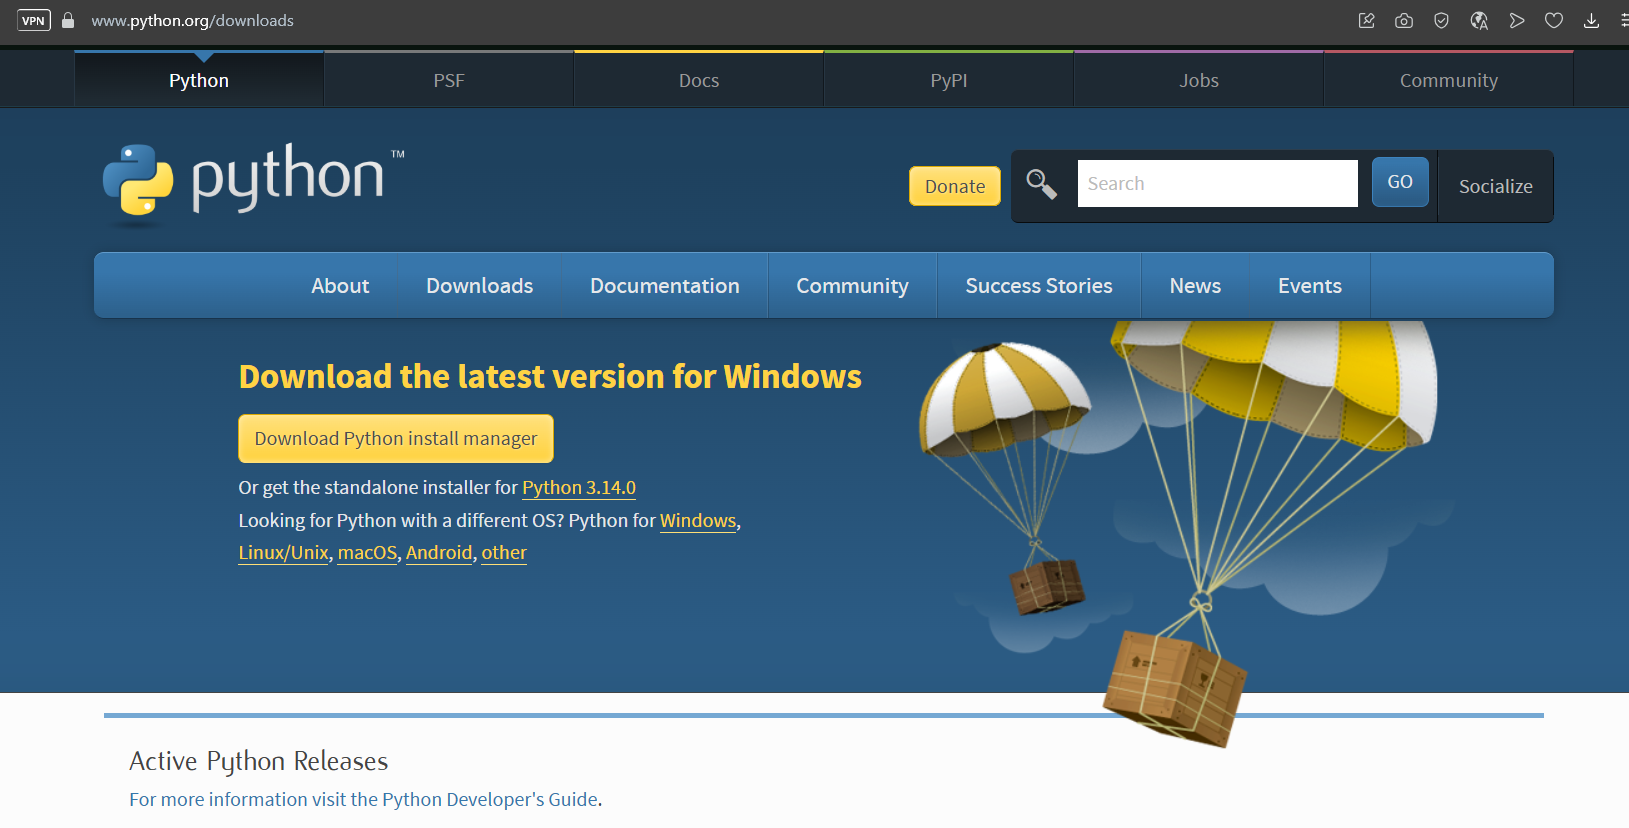 VPN www.python.org/downloads
Python PSF Docs PyPI Jobs Community
python™ Donate Search GO Socialize
About Downloads Documentation Community Success Stories News Events
Download the latest version for Windows
Download Python install manager
Or get the standalone installer for Python 3.14.0
Looking for Python with a different OS? Python for Windows,
Linux/Unix, macOS, Android, other
Active Python Releases
For more information visit the Python Developer's Guide.